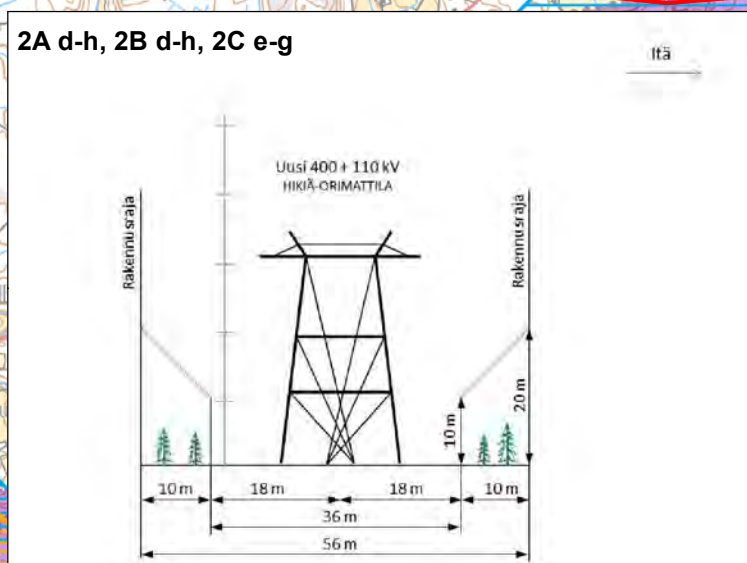 2A d-h, 2B d-h, 2C e-g
Itä
Uusi 400 + 110 kV
HIKIÄ-ORIMATTILA
Rakennusraja
Rakennusraja
20 m
10 m
10 m
18 m
18 m
10 m
36 m
56 m